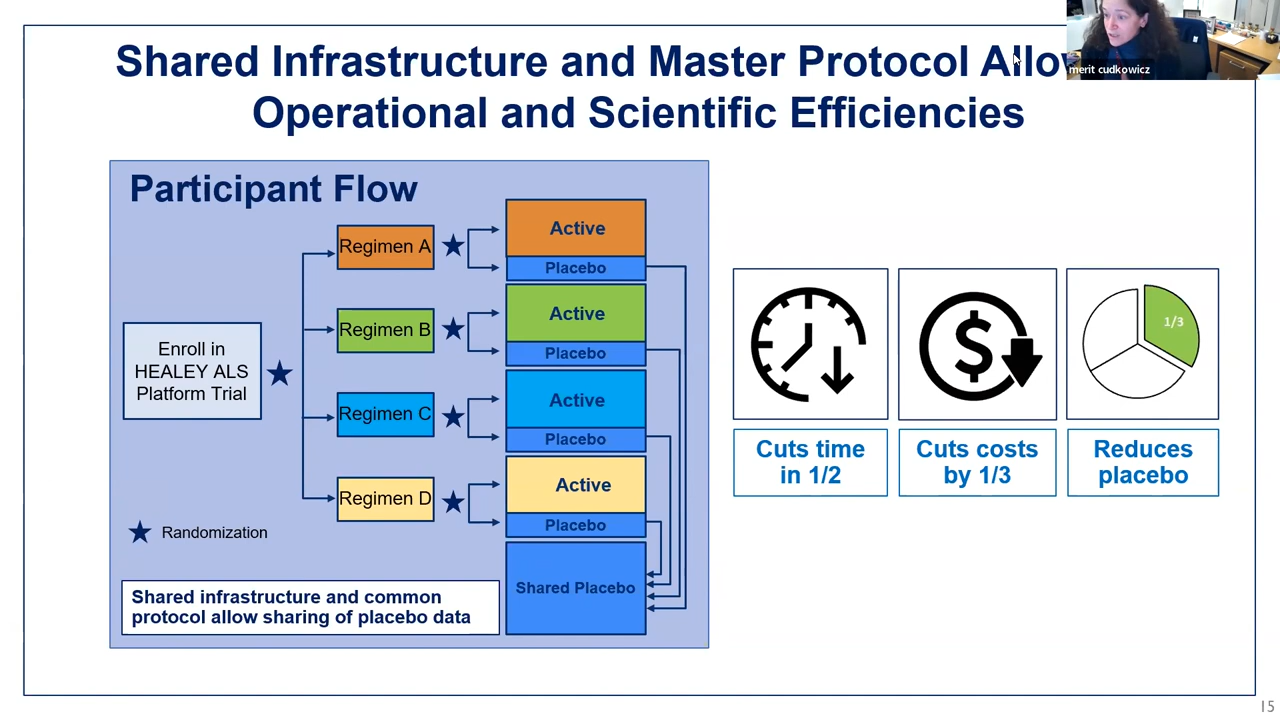 Shared Infrastructure and Master Protocol Allow
Operational and Scientific Efficiencies
merit cudkowicz
Participant Flow
Enroll in
HEALEY ALS
Platform Trial
Regimen A
Regimen B
Regimen C
Regimen D
Active
Placebo
Active
Placebo
Active
Placebo
Active
Placebo
Shared Placebo
Randomization
Shared infrastructure and common
protocol allow sharing of placebo data
1/3
Cuts time
in 1/2
Cuts costs
by 1/3
Reduces
placebo
15